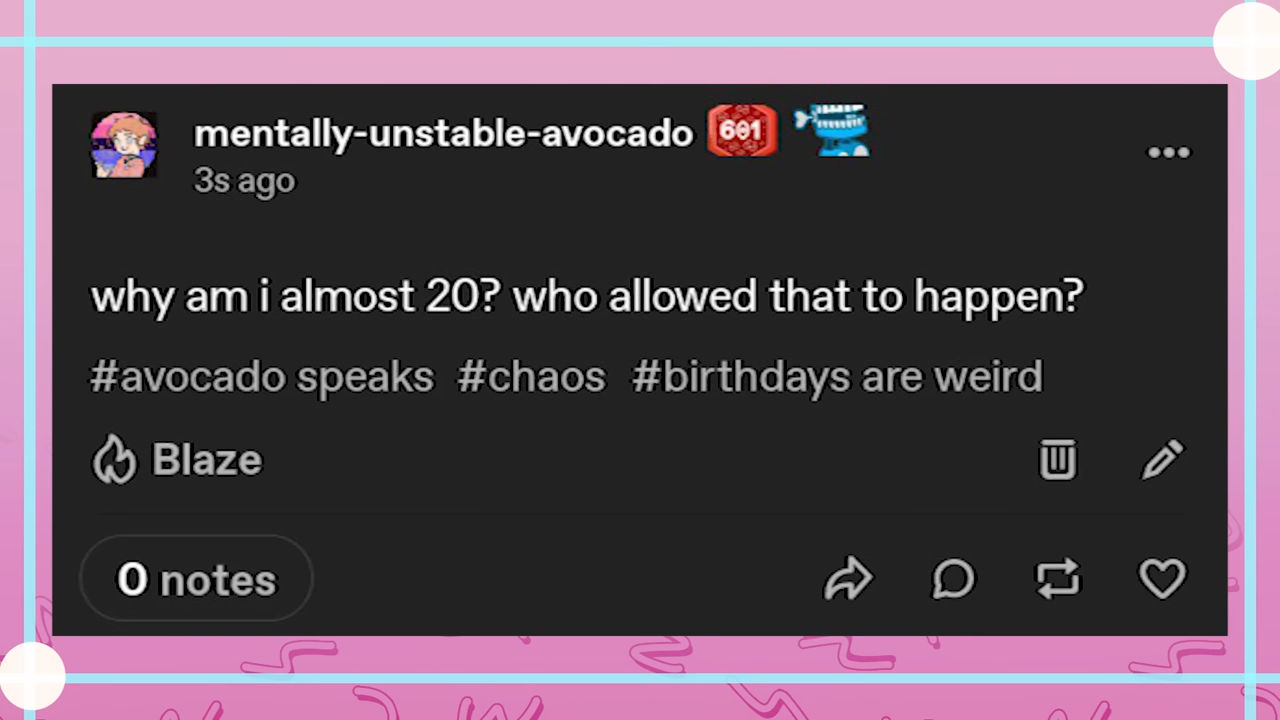 mentally-unstable-avocado 601
3s ago
why am i almost 20? who allowed that to happen?
#avocado speaks #chaos #birthdays are weird
Blaze
0 notes